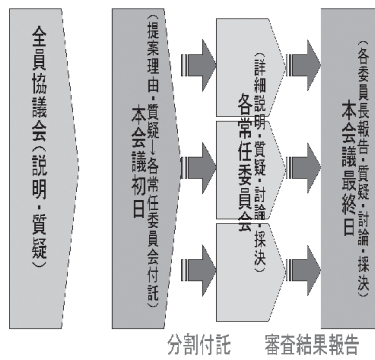 全員協議会（説明・質疑）
本会議初日
（提案理由・質疑→各常任委員会付託）
各常任委員会
（詳細説明・質疑・討論・採決）
本会議最終日
（各委員長報告・質疑・討論・採決）
分割付託
審査結果報告